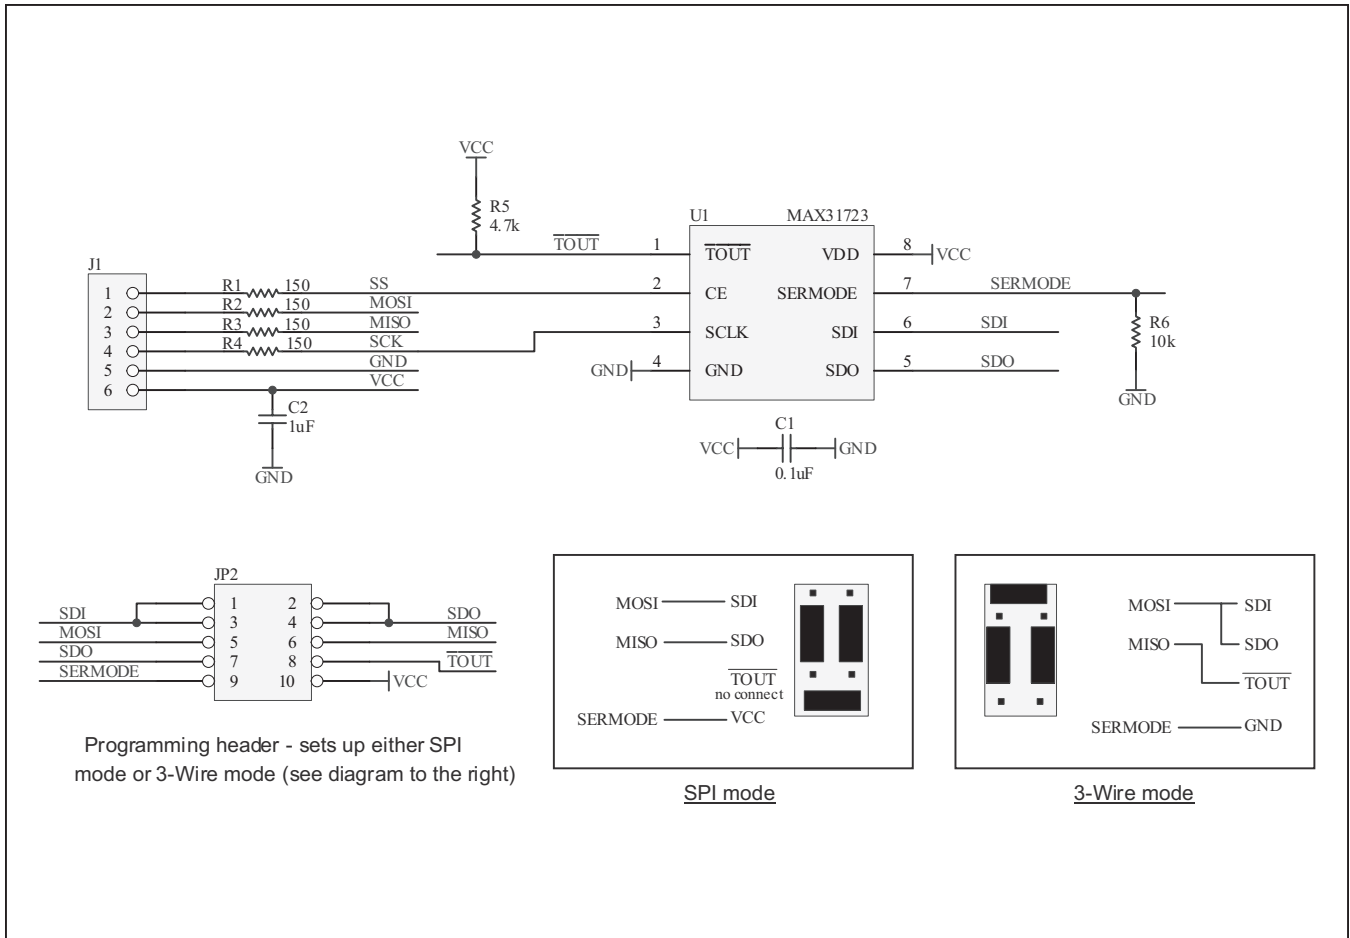 VCC
R5
4.7k
U1
MAX31723
TOUT
1
TOUT
VDD
8
VCC
J1
1
R1
150
SS
2
CE
SERMODE
7
SERMODE
2
R2
150
MOSI
3
R3
150
MISO
3
SCLK
SDI
6
SDI
R6
10k
4
R4
150
SCK
5
GND
GND
4
GND
SDO
5
SDO
6
VCC
GND
C2
1uF
GND
C1
VCC
GND
0.1uF
JP2
SDI
1
2
SDO
3
4
MOSI
5
6
MISO
SDO
7
8
TOUT
SERMODE
9
10
VCC
Programming header - sets up either SPI
mode or 3-Wire mode (see diagram to the right)
MOSI
SDI
MISO
SDO
TOUT
no connect
SERMODE
VCC
SPI mode
MOSI
SDI
MISO
SDO
TOUT
SERMODE
GND
3-Wire mode